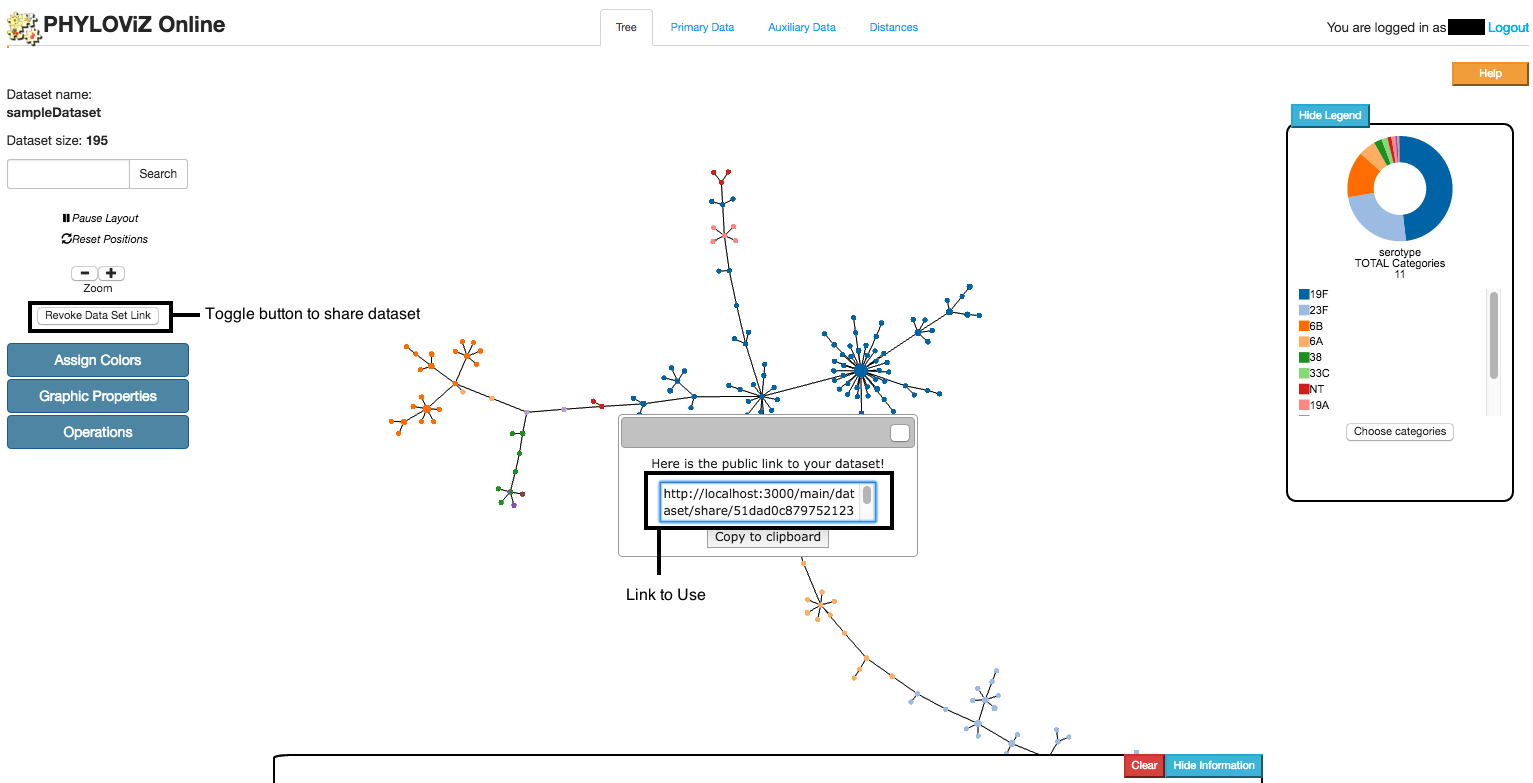 PHYLOViZ Online
Tree
Primary Data
Auxiliary Data
Distances
You are logged in as
Logout
Help
Dataset name:
sampleDataset
Dataset size: 195
Search
Pause Layout
Reset Positions
Zoom
Revoke Data Set Link
Toggle button to share dataset
Assign Colors
Graphic Properties
Operations
Here is the public link to your dataset!
http://localhost:3000/main/dat
aset/share/51dad0c879752123
Copy to clipboard
Link to Use
Hide Legend
serotype
TOTAL Categories
11
19F
23F
6B
6A
38
33C
NT
19A
Choose categories
Clear
Hide Information